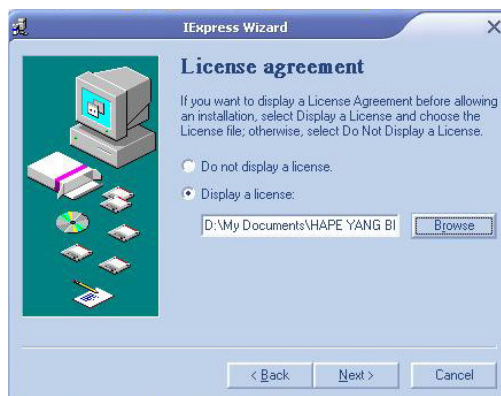 IExpress Wizard
License agreement
If you want to display a License Agreement before allowing
an installation, select Display a License and choose the
License file; otherwise, select Do Not Display a License.
Do not display a license.
Display a license:
D:\My Documents\HAPE YANG BI
Browse
< Back
Next >
Cancel